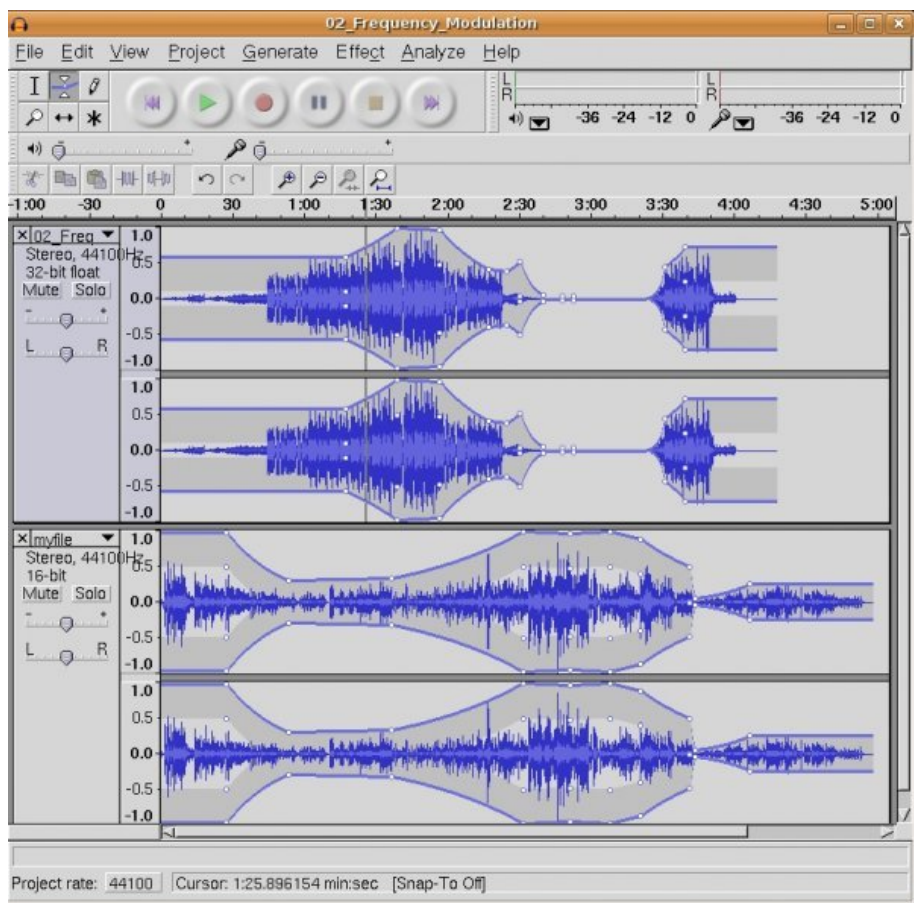 02_Frequency_Modulation
File Edit View Project Generate Effect Analyze Help
L
R
-36 -24 -12 0
L
R
-36 -24 -12 0
- +
- +
-1:00 -30 0 30 1:00 1:30 2:00 2:30 3:00 3:30 4:00 4:30 5:00
02_Freq
Stereo, 44100Hz
32-bit float
Mute Solo
- +
L R
1.0
0.5
0.0
-0.5
-1.0
1.0
0.5
0.0
-0.5
-1.0
myfile
Stereo, 44100Hz
16-bit
Mute Solo
- +
L R
1.0
0.5
0.0
-0.5
-1.0
1.0
0.5
0.0
-0.5
-1.0
Project rate: 44100 Cursor: 1:25.896154 min:sec [Snap-To Off]